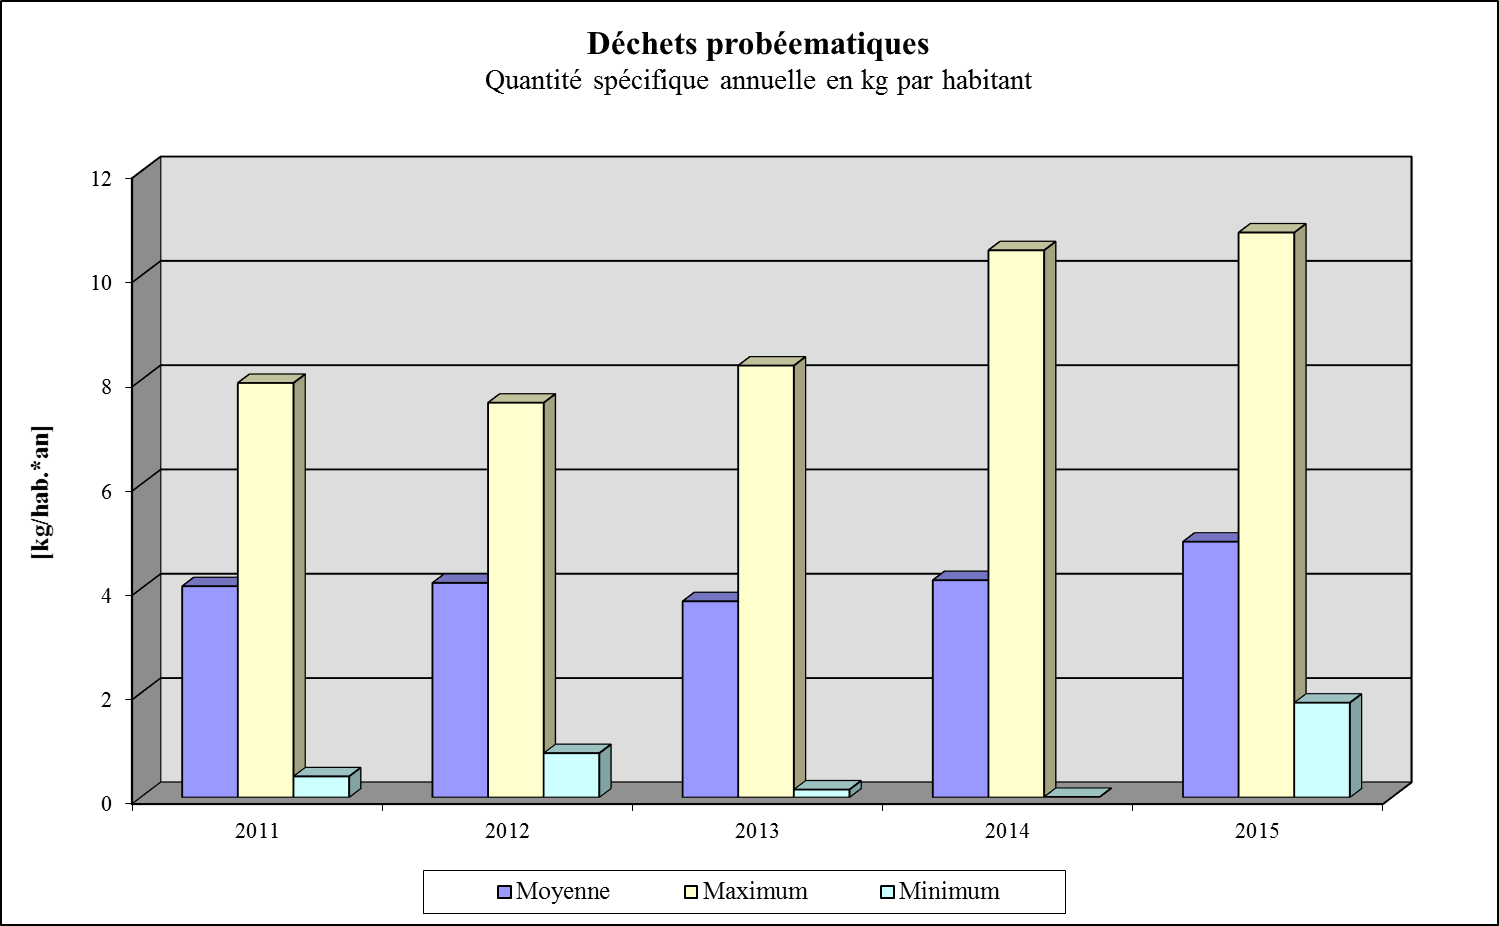 Déchets probéematiques
Quantité spécifique annuelle en kg par habitant
12
10
8
6
4
2
0
[kg/hab.*an]
2011 2012 2013 2014 2015
Moyenne Maximum Minimum